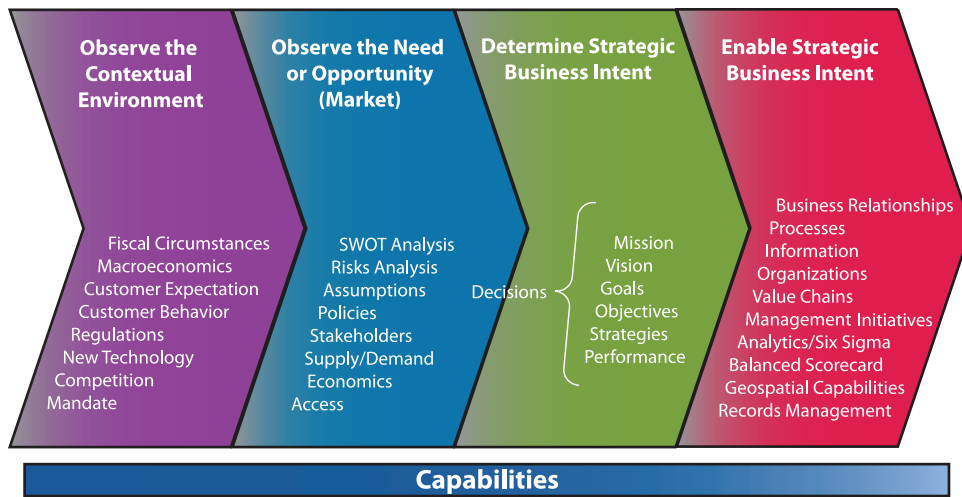 Observe the
Contextual
Environment
Fiscal Circumstances
Macroeconomics
Customer Expectation
Customer Behavior
Regulations
New Technology
Competition
Mandate
Observe the Need
or Opportunity
(Market)
SWOT Analysis
Risks Analysis
Assumptions
Policies
Stakeholders
Supply/Demand
Economics
Access
Determine Strategic
Business Intent
Decisions
Mission
Vision
Goals
Objectives
Strategies
Performance
Enable Strategic
Business Intent
Business Relationships
Processes
Information
Organizations
Value Chains
Management Initiatives
Analytics/Six Sigma
Balanced Scorecard
Geospatial Capabilities
Records Management
Capabilities